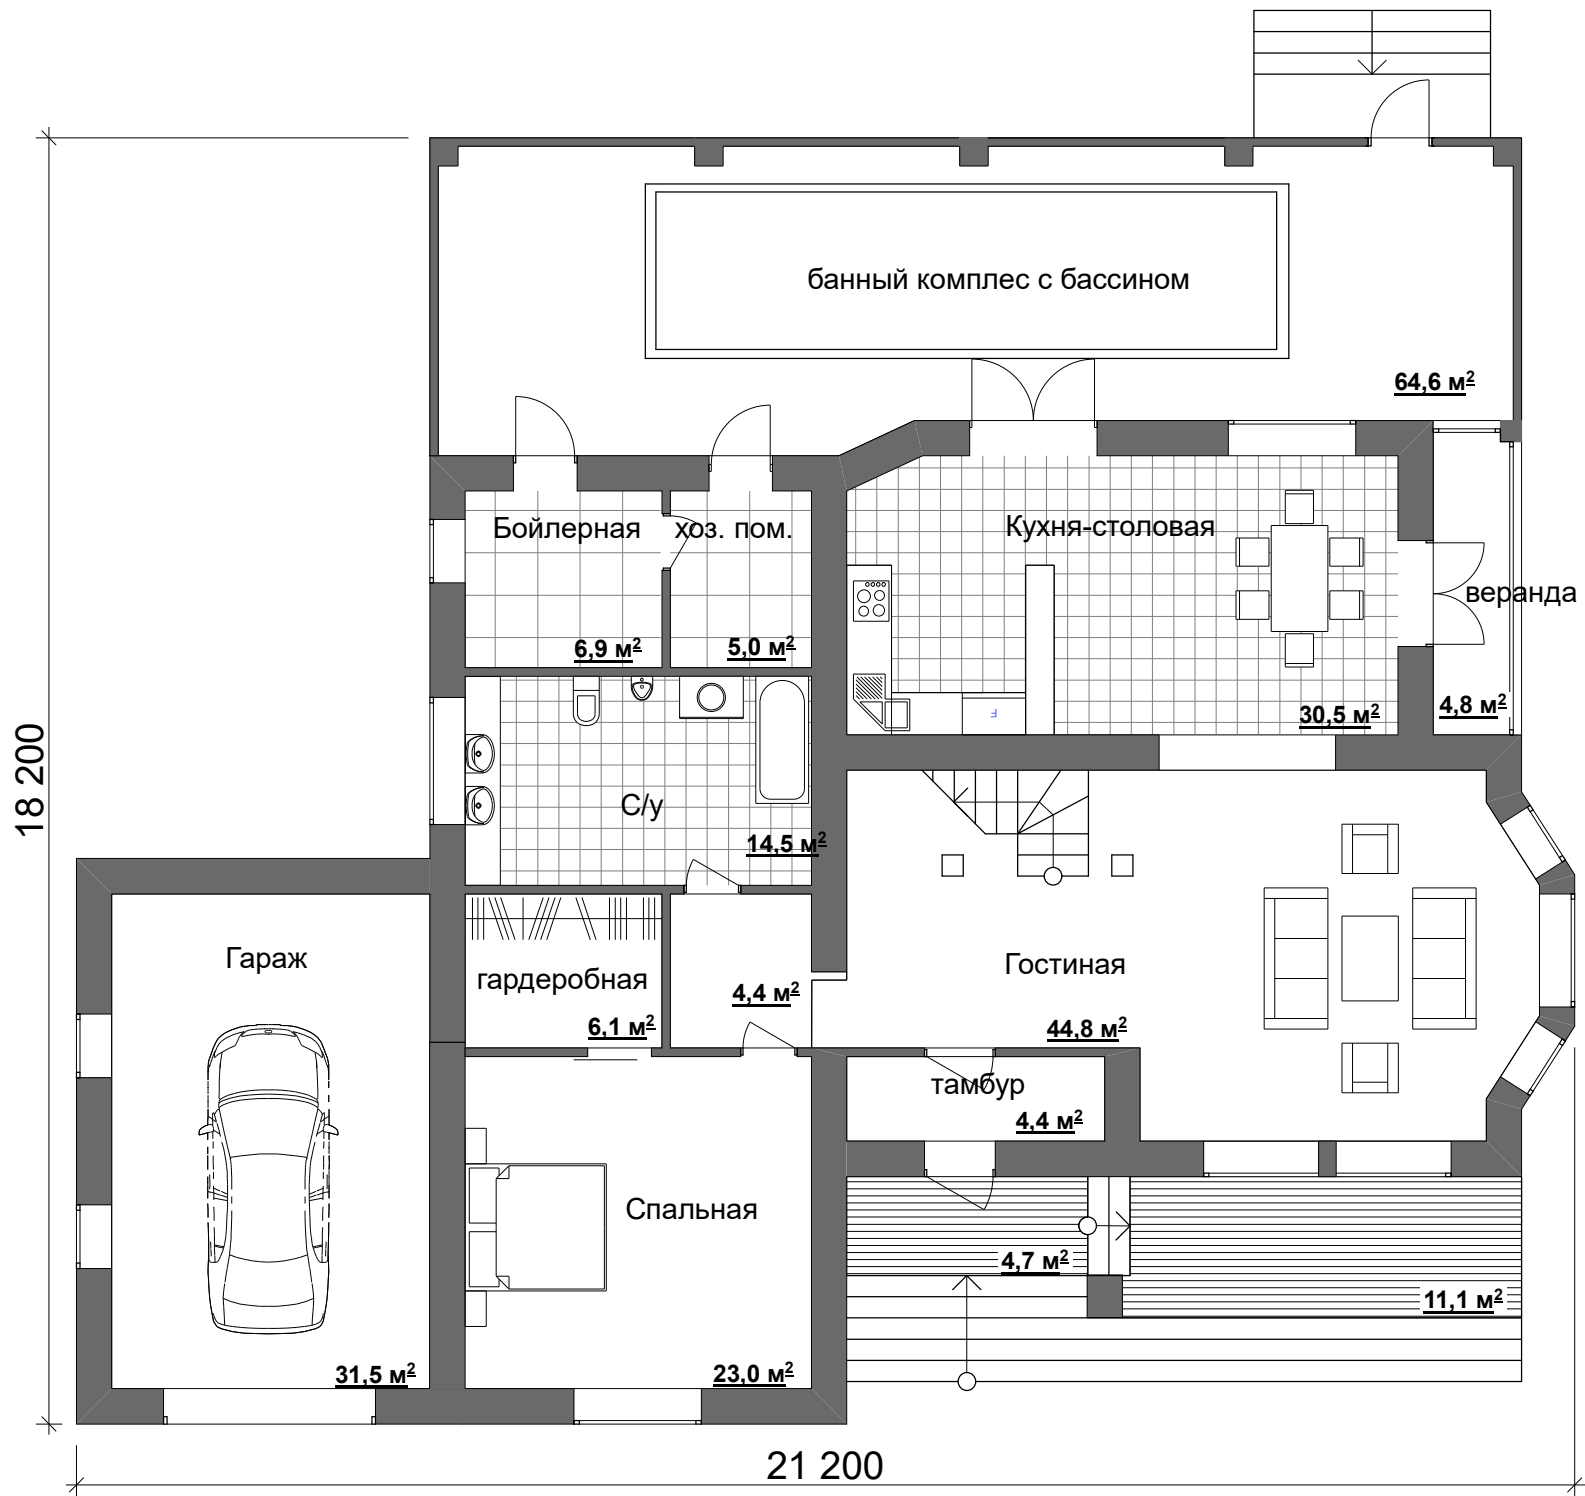 банный комплес с бассином
64,6 м²
Бойлерная
хоз. пом.
Кухня-столовая
веранда
6,9 м²
5,0 м²
30,5 м²
4,8 м²
F
18 200
С/у
14,5 м²
Гараж
гардеробная
Гостиная
4,4 м²
6,1 м²
44,8 м²
тамбур
4,4 м²
Спальная
4,7 м²
11,1 м²
31,5 м²
23,0 м²
21 200